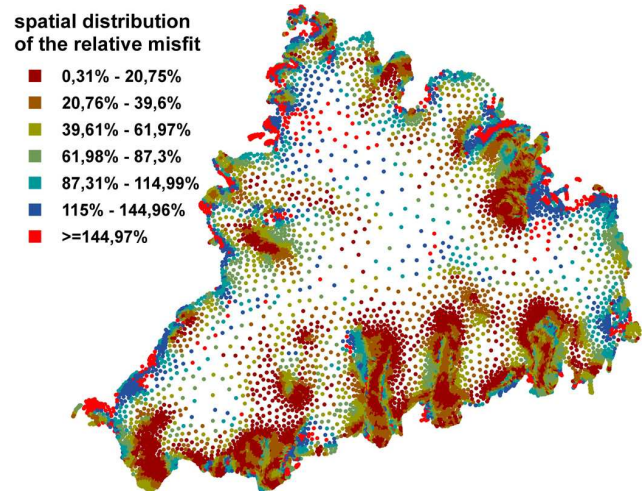 spatial distribution
of the relative misfit
0,31% - 20,75%
20,76% - 39,6%
39,61% - 61,97%
61,98% - 87,3%
87,31% - 114,99%
115% - 144,96%
>=144,97%